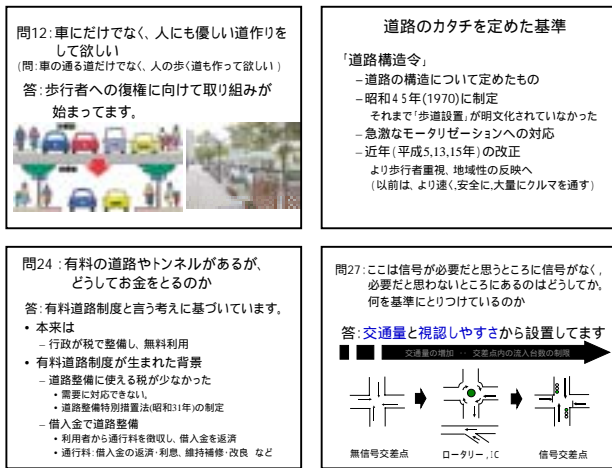 問12:車にだけでなく、人にも優しい道作りを
して欲しい
(問:車の通る道だけでなく、人の歩く道も作って欲しい)
答:歩行者への復権に向けて取り組みが
始まってます。
道路のカタチを定めた基準
「道路構造令」
–道路の構造について定めたもの
–昭和45年(1970)に制定
それまで「歩道設置」が明文化されていなかった
–急激なモータリゼーションへの対応
–近年(平成5,13,15年)の改正
より歩行者重視、地域性の反映へ
(以前は、より速く,安全に,大量にクルマを通す)
問24:有料の道路やトンネルがあるが、
どうしてお金をとるのか
答:有料道路制度と言う考えに基づいています。
• 本来は
–行政が税で整備し、無料利用
• 有料道路制度が生まれた背景
–道路整備に使える税が少なかった
• 需要に対応できない。
• 道路整備特別措置法(昭和31年)の制定
–借入金で道路整備
• 利用者から通行料を徴収し、借入金を返済
• 通行料:借入金の返済・利息、維持補修・改良 など
問27:ここは信号が必要だと思うところに信号がなく,
必要だと思わないところにあるのはどうしてか。
何を基準にとりつけているのか
答:交通量と視認しやすさから設置してます
交通量の増加 ‥ 交差点内の流入台数の制限
無信号交差点
ロータリー,IC
信号交差点